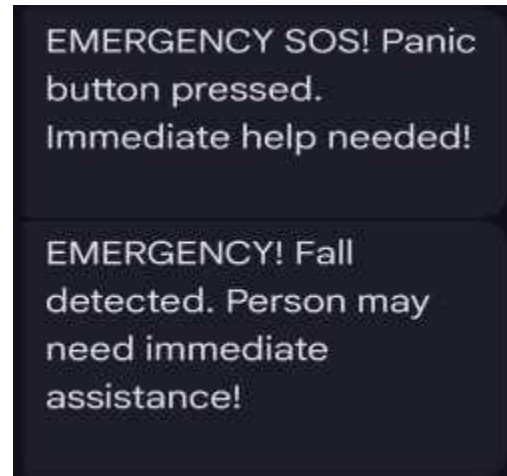 EMERGENCY SOS! Panic
button pressed.
Immediate help needed!
EMERGENCY! Fall
detected. Person may
need immediate
assistance!